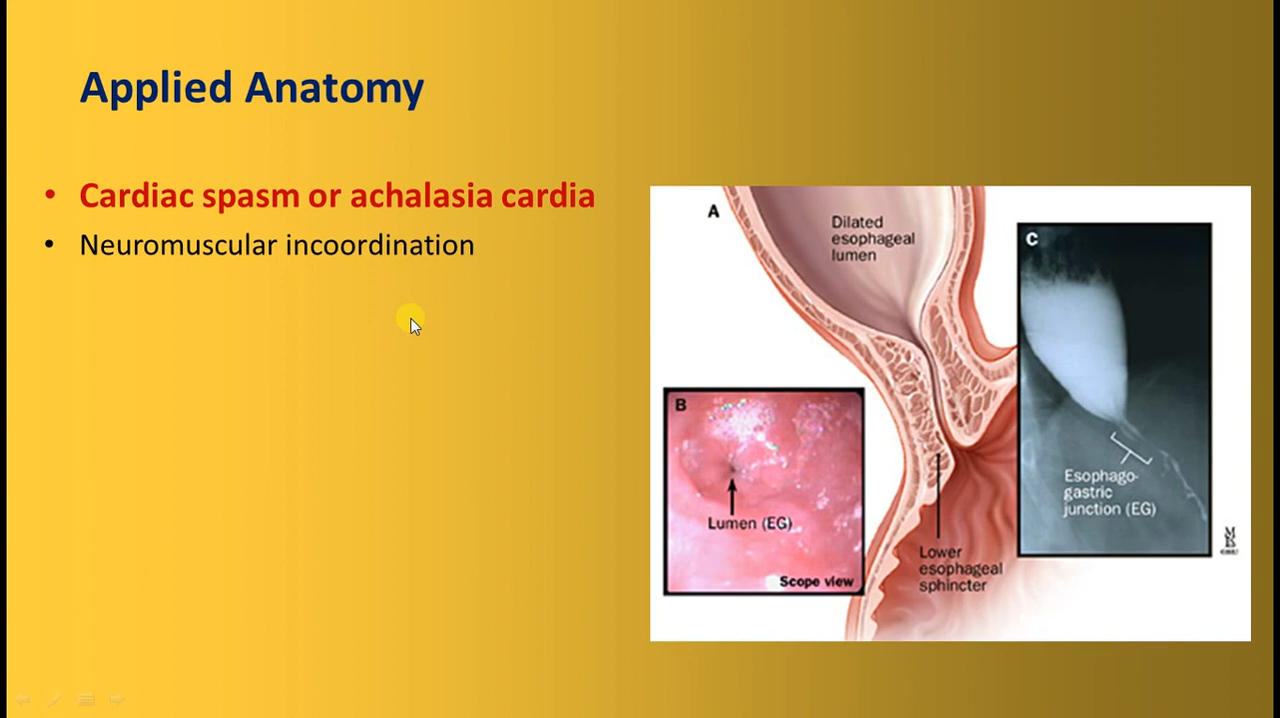 Applied Anatomy
• Cardiac spasm or achalasia cardia
• Neuromuscular incoordination
A
Dilated
esophageal
lumen
B
Lumen (EG)
Scope view
Lower
esophageal
sphincter
C
Esophago-
gastric
junction (EG)